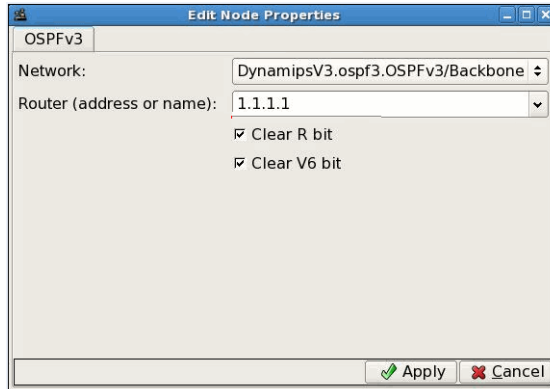 Edit Node Properties
OSPFv3
Network: DynamipsV3.ospf3.OSPFv3/Backbone
Router (address or name): 1.1.1.1
Clear R bit
Clear V6 bit
Apply Cancel